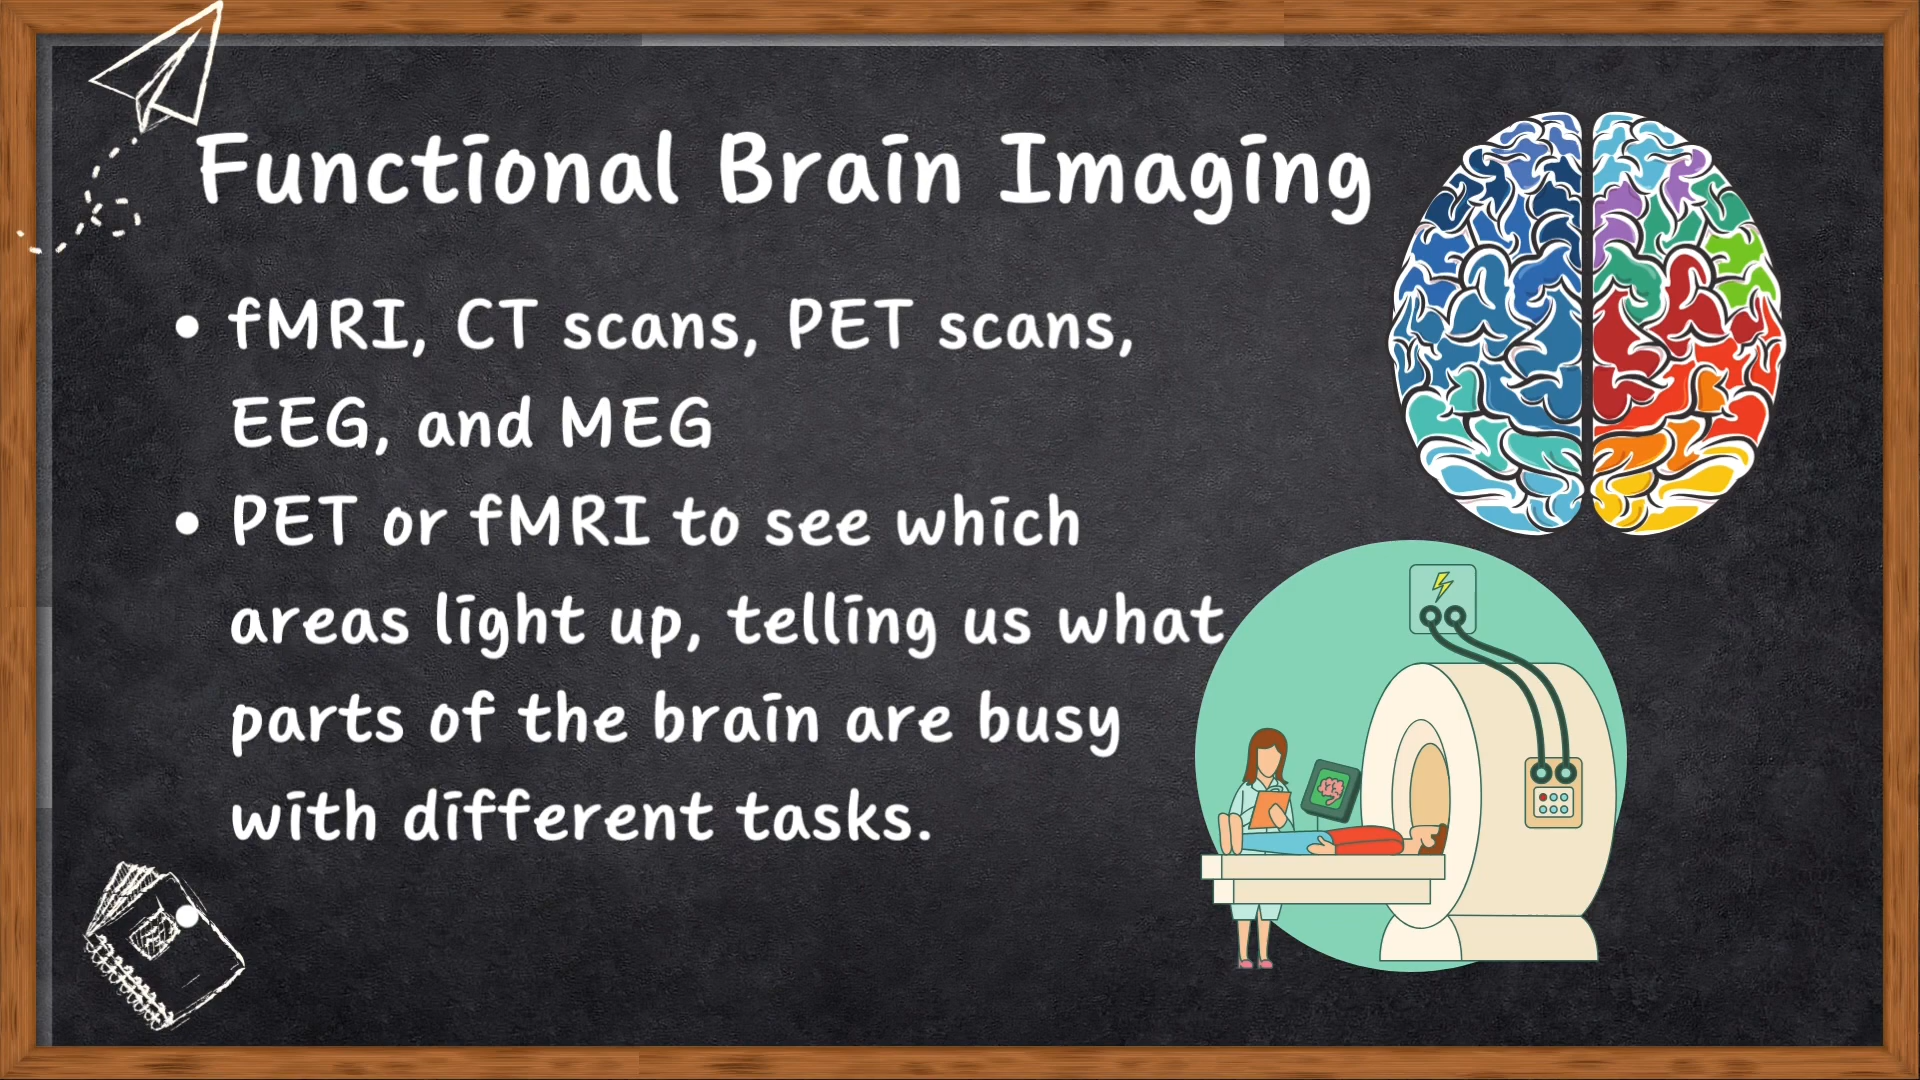 Functional Brain Imaging
• fMRI, CT scans, PET scans,
EEG, and MEG
• PET or fMRI to see which
areas light up, telling us what
parts of the brain are busy
with different tasks.
•